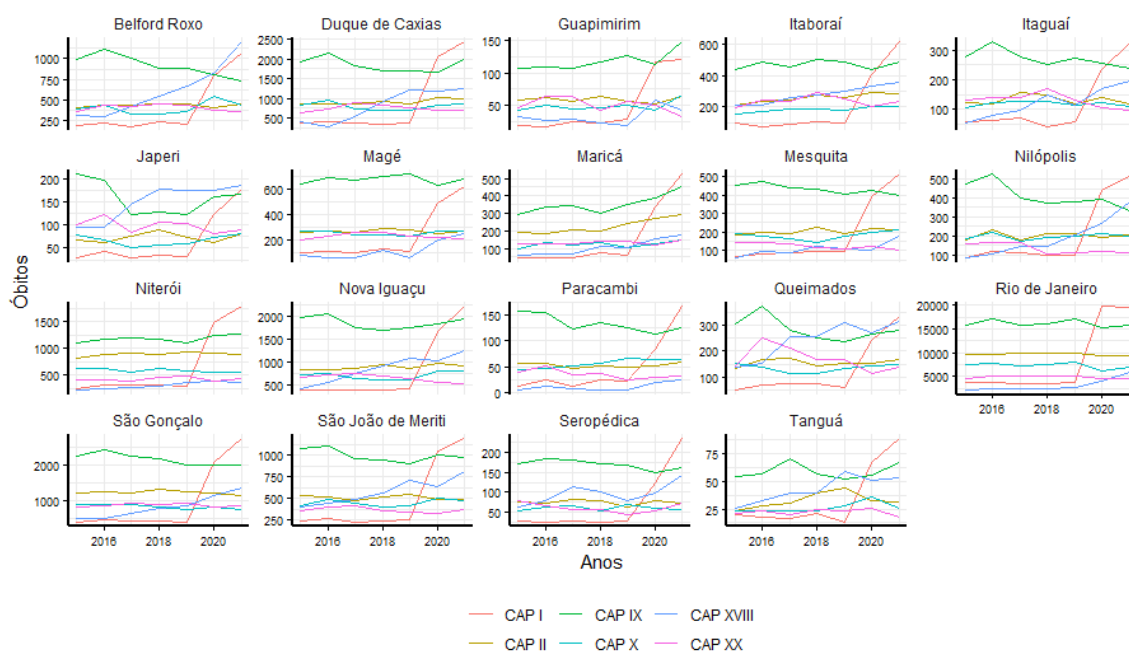 Belford Roxo Duque de Caxias Guapimirim Itaboraí Itaguaí
1000 750 500 250
2500 2000 1500 1000 500
150 100 50 0
600 400 200
300 200 100
Japeri Magé Maricá Mesquita Nilópolis
200 150 100 50
600 400 200
500 400 300 200 100 0
500 400 300 200 100
500 400 300 200 100
Óbitos
Niterói Nova Iguaçu Paracambi Queimados Rio de Janeiro
1500 1000 500
2000 1500 1000 500
150 100 50 0
300 200 100
20000 15000 10000 5000
2016 2018 2020
São Gonçalo São João de Meriti Seropédica Tanguá
2000 1000
1000 750 500 250
200 150 100 50
75 50 25
2016 2018 2020 2016 2018 2020 2016 2018 2020 2016 2018 2020
Anos
CAP I CAP IX CAP XVIII
CAP II CAP X CAP XX